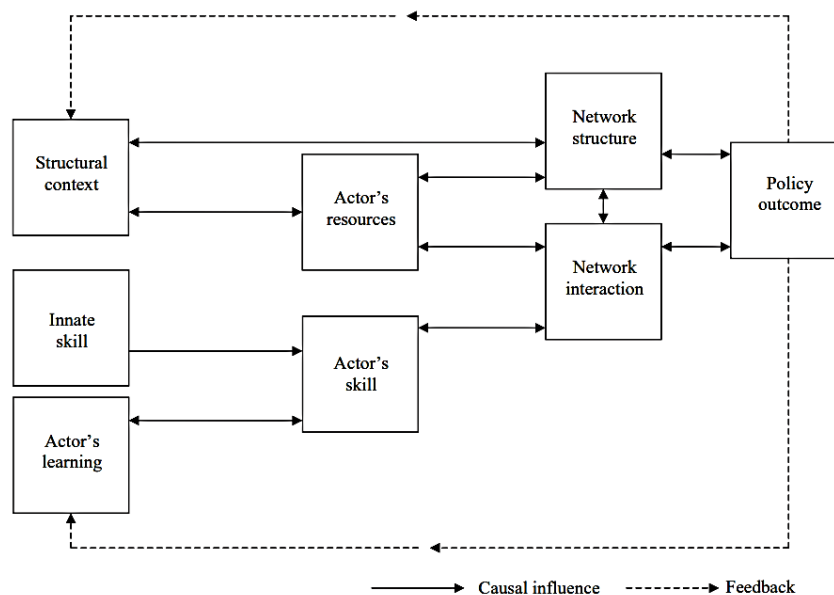 Network
structure
Structural
context
Actor's
resources
Policy
outcome
Network
interaction
Innate
skill
Actor's
skill
Actor's
learning
Causal influence
Feedback